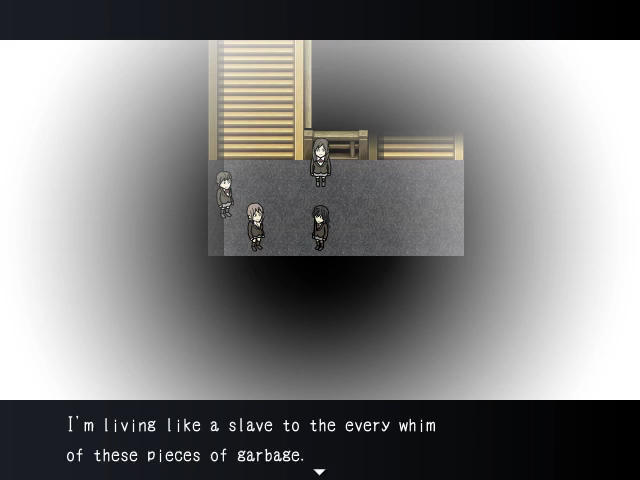 I'm living like a slave to the every whim
of these pieces of garbage.